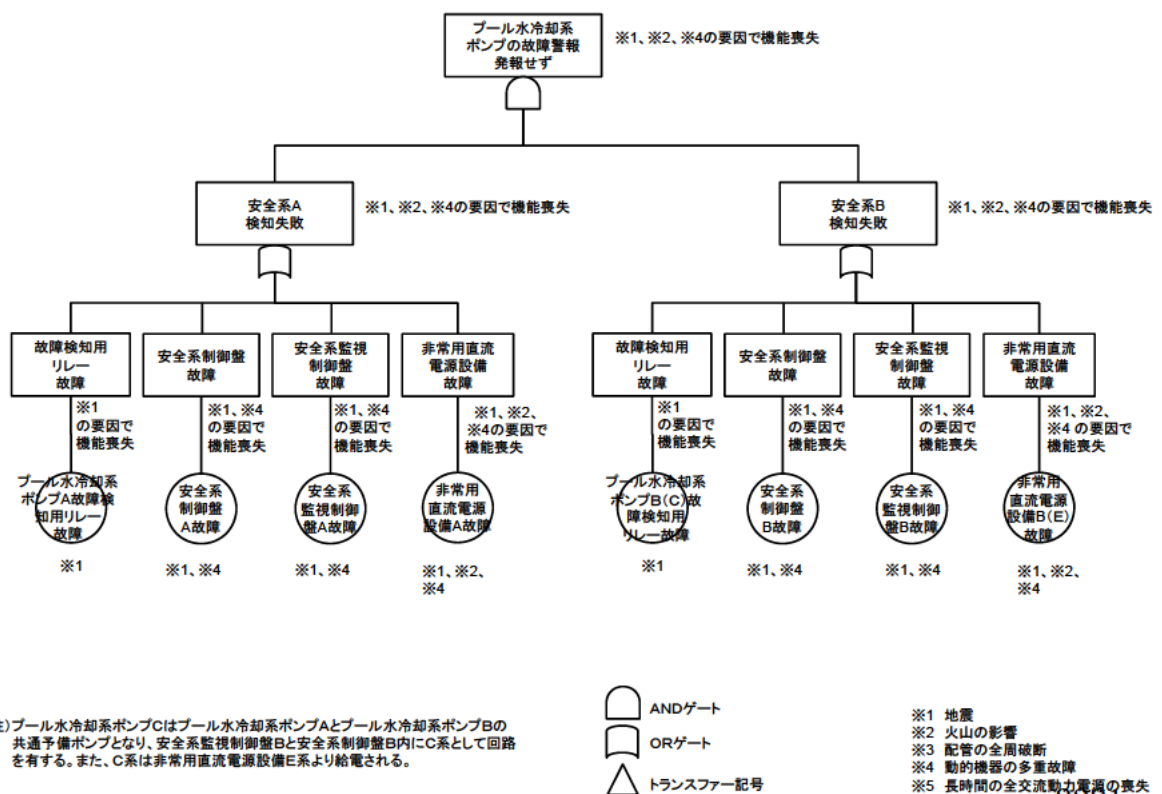 プール水冷却系
ポンプの故障警報
発報せず
※1、※2、※4の要因で機能喪失
安全系A
検知失敗
※1、※2、※4の要因で機能喪失
安全系B
検知失敗
※1、※2、※4の要因で機能喪失
故障検知用
リレー
故障
安全系制御盤
故障
安全系監視
制御盤
故障
非常用直流
電源設備
故障
故障検知用
リレー
故障
安全系制御盤
故障
安全系監視
制御盤
故障
非常用直流
電源設備
故障
※1
の要因で
機能喪失
※1、※4
の要因で
機能喪失
※1、※4
の要因で
機能喪失
※1、※2、
※4の要因で
機能喪失
※1
の要因で
機能喪失
※1、※4
の要因で
機能喪失
※1、※4
の要因で
機能喪失
※1、※2、
※4 の要因で
機能喪失
プール水冷却系
ポンプA故障検
知用リレー
故障
安全系
制御盤
A故障
安全系
監視制御
盤A故障
非常用
直流電源
設備A故障
プール水冷却系
ポンプB(C)故
障検知用
リレー故障
安全系
制御盤
B故障
安全系
監視制御
盤B故障
非常用
直流電源
設備B(E)
故障
※1
※1、※4
※1、※4
※1、※2、
※4
※1
※1、※4
※1、※4
※1、※2、
※4
)プール水冷却系ポンプCはプール水冷却系ポンプAとプール水冷却系ポンプBの
共通予備ポンプとなり、安全系監視制御盤Bと安全系制御盤B内にC系として回路
を有する。また、C系は非常用直流電源設備E系より給電される。
ANDゲート
ORゲート
トランスファー記号
※1 地震
※2 火山の影響
※3 配管の全周破断
※4 動的機器の多重故障
※5 長時間の全交流動力電源の喪失